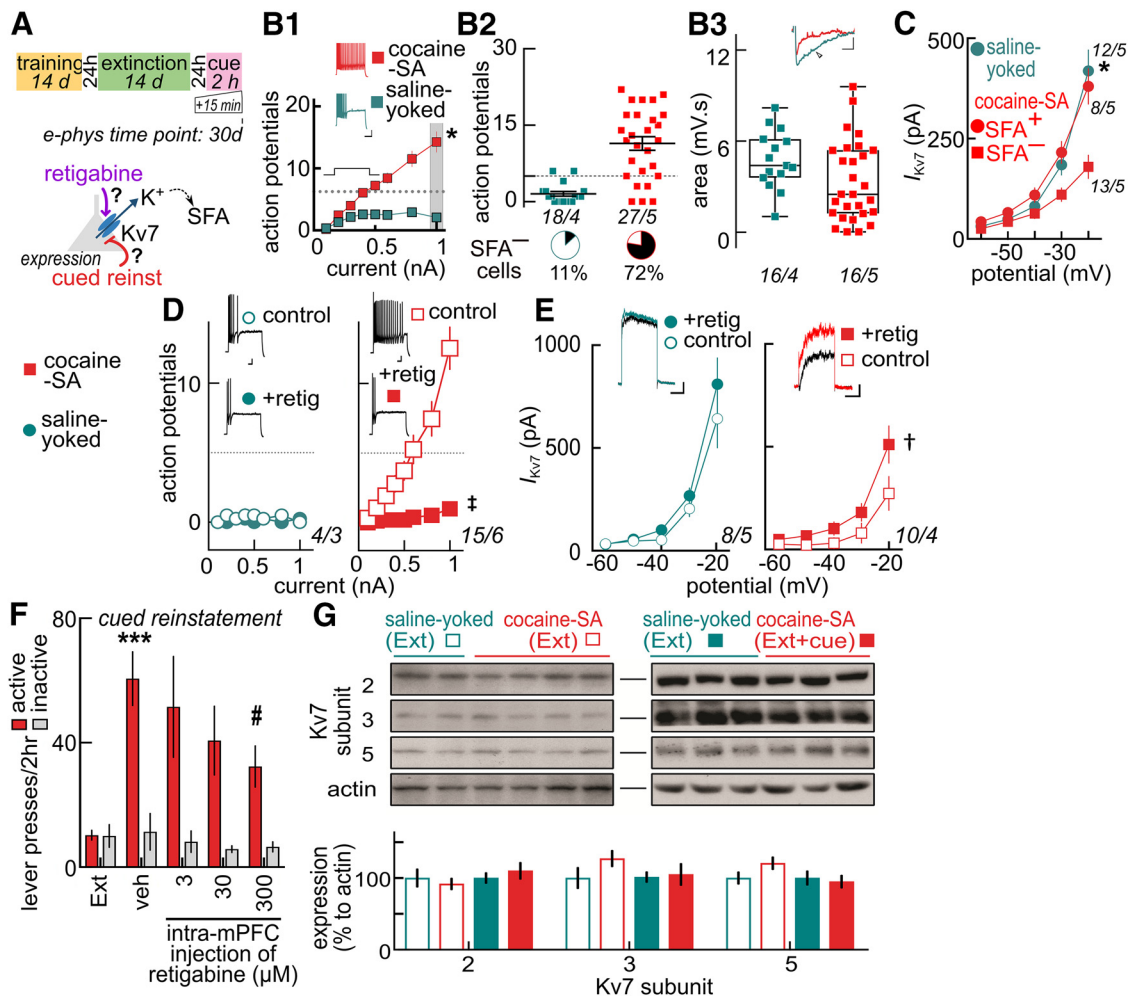 A
training
14 d
24h
extinction
14 d
24h
cue
2 h
+15 min
e-phys time point: 30d
retigabine
?
K+
SFA
Kv7
expression
?
cued reinst
B1
cocaine
-SA
saline-
yoked
action potentials
20
10
0
*
0
0.5
1
current (nA)
B2
action potentials
30
15
0
18/4
27/5
SFA–
cells
11%
72%
B3
area (mV.s)
12
6
0
16/4
16/5
C
saline-
yoked
cocaine-SA
SFA+
SFA–
IKv7 (pA)
500
250
0
12/5
*
8/5
13/5
-50
-30
potential (mV)
cocaine
-SA
saline-
yoked
D
control
+retig
action potentials
10
0
4/3
0
0.5
1
control
+retig
‡
15/6
0
0.5
1
current (nA)
E
+retig
control
IKv7 (pA)
1000
500
0
8/5
-60
-40
-20
+retig
control
†
10/4
-60
-40
-20
potential (mV)
F
cued reinstatement
lever presses/2hr
active
inactive
80
40
0
***
#
Ext
veh
3
30
300
intra-mPFC
injection of
retigabine (µM)
G
saline-yoked
(Ext)
cocaine-SA
(Ext)
saline-yoked
(Ext)
cocaine-SA
(Ext+cue)
Kv7
subunit
2
3
5
actin
expression
(% to actin)
100
0
2
3
5
Kv7 subunit